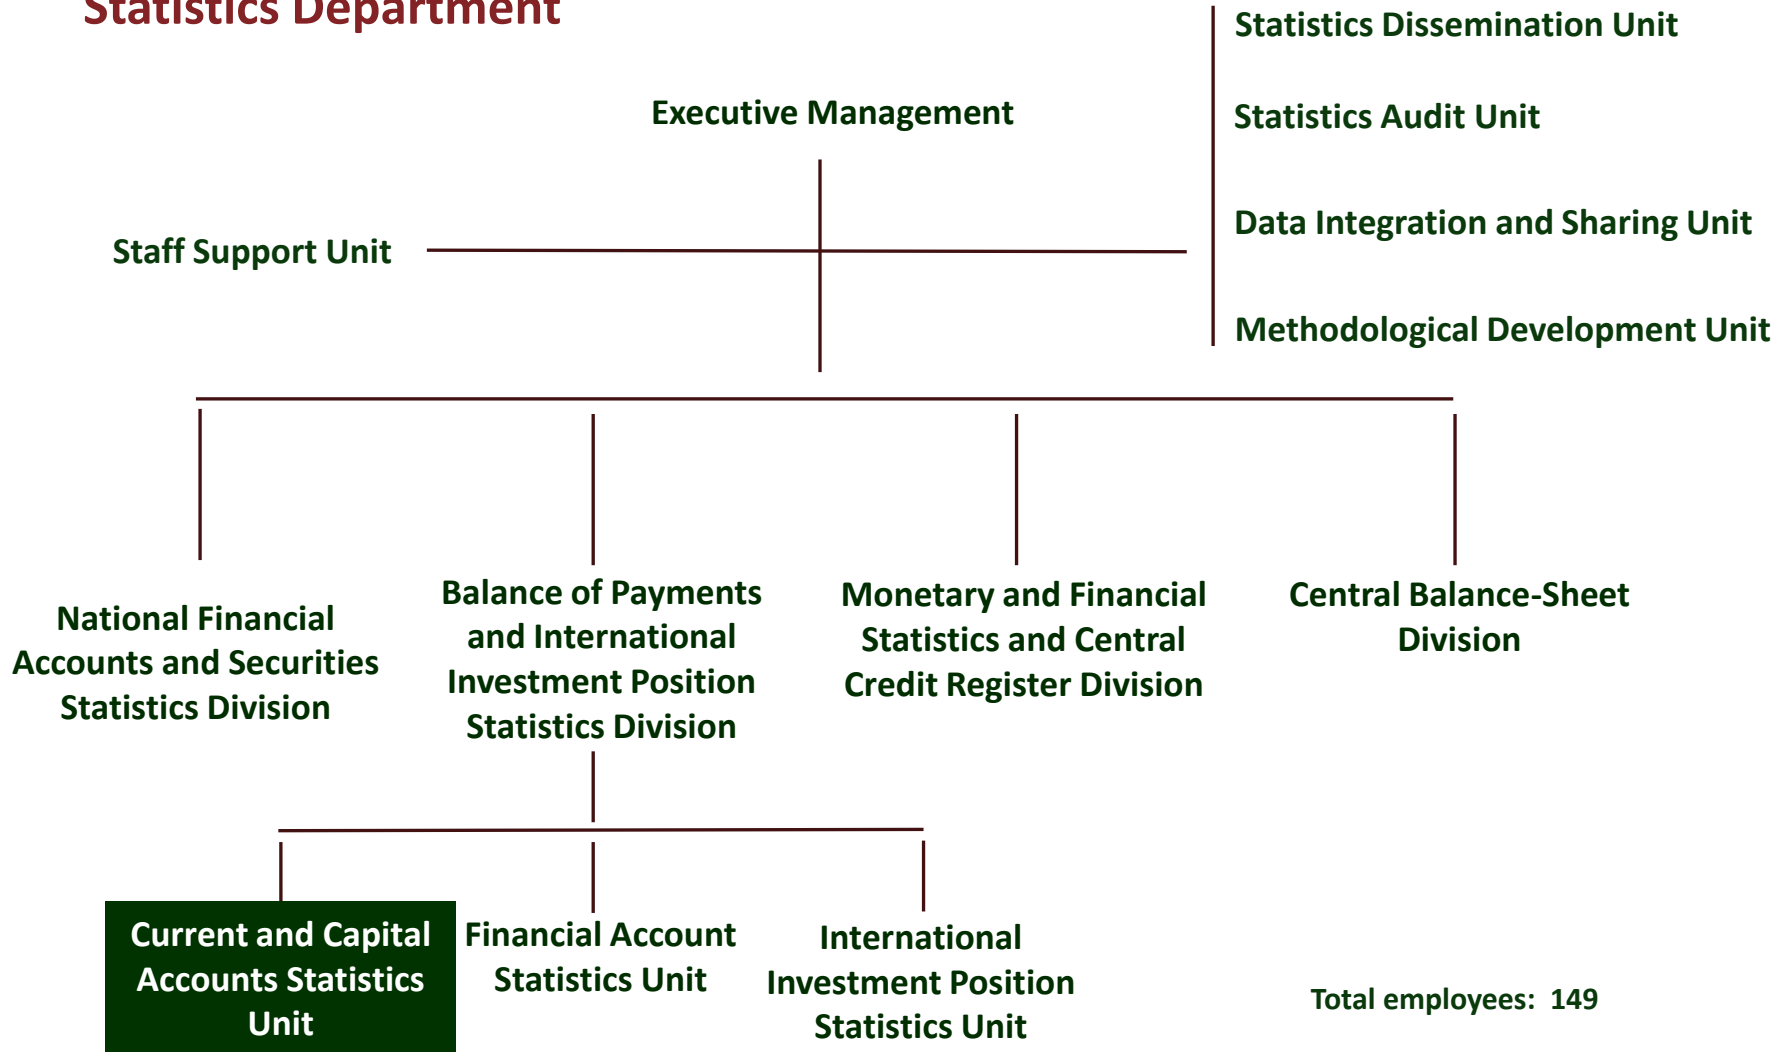 Statistics Department
Statistics Dissemination Unit
Executive Management
Statistics Audit Unit
Data Integration and Sharing Unit
Staff Support Unit
Methodological Development Unit
National Financial
Accounts and Securities
Statistics Division
Balance of Payments
and International
Investment Position
Statistics Division
Monetary and Financial
Statistics and Central
Credit Register Division
Central Balance-Sheet
Division
Current and Capital
Accounts Statistics
Unit
Financial Account
Statistics Unit
International
Investment Position
Statistics Unit
Total employees: 149